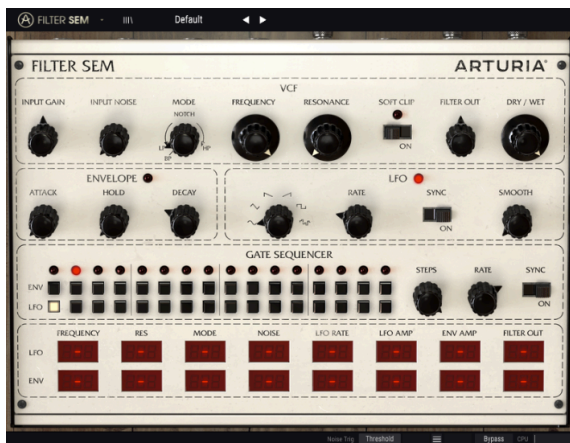 FILTER SEM
Default
FILTER SEM
ARTURIA
VCF
INPUT GAIN INPUT NOISE MODE FREQUENCY RESONANCE SOFT CLIP FILTER OUT DRY / WET
NOTCH
LP HP
BP
ON
ENVELOPE LFO
ATTACK HOLD DECAY RATE SYNC SMOOTH
ON
GATE SEQUENCER
STEPS RATE SYNC
ENV
LFO
ON
FREQUENCY RES MODE NOISE LFO RATE LFO AMP ENV AMP FILTER OUT
LFO
ENV
Noise Trig Threshold Bypass CPU